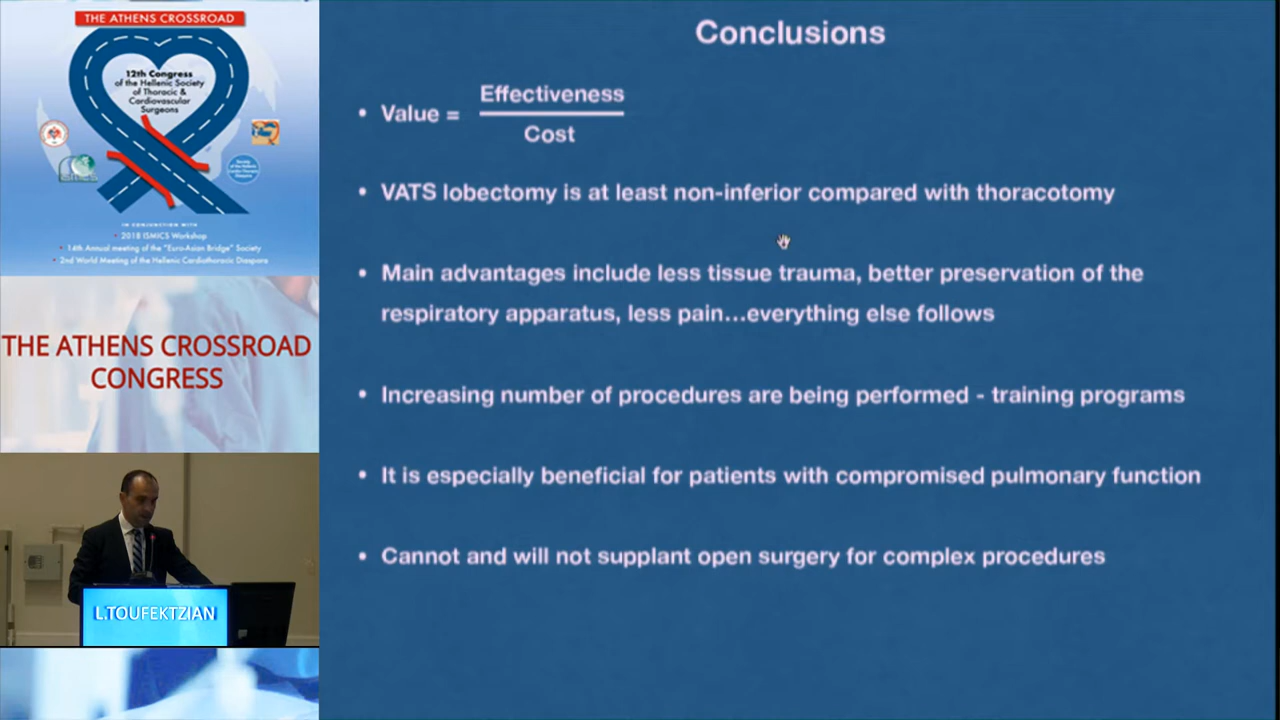 THE ATHENS CROSSROAD
12th Congress
of the Hellenic Society
of Thoracic &
Cardiovascular
Surgeons
IN CONJUNCTION WITH
• 2018 ISMICS Workshop
• 14th Annual meeting of the "Euro-Asian Bridge" Society
• 2nd World Meeting of the Hellenic Cardiothoracic Diaspora
THE ATHENS CROSSROAD
CONGRESS
L.TOUFEKTZIAN
Conclusions
• Value = Effectiveness
Cost
• VATS lobectomy is at least non-inferior compared with thoracotomy
• Main advantages include less tissue trauma, better preservation of the
respiratory apparatus, less pain...everything else follows
• Increasing number of procedures are being performed - training programs
• It is especially beneficial for patients with compromised pulmonary function
• Cannot and will not supplant open surgery for complex procedures